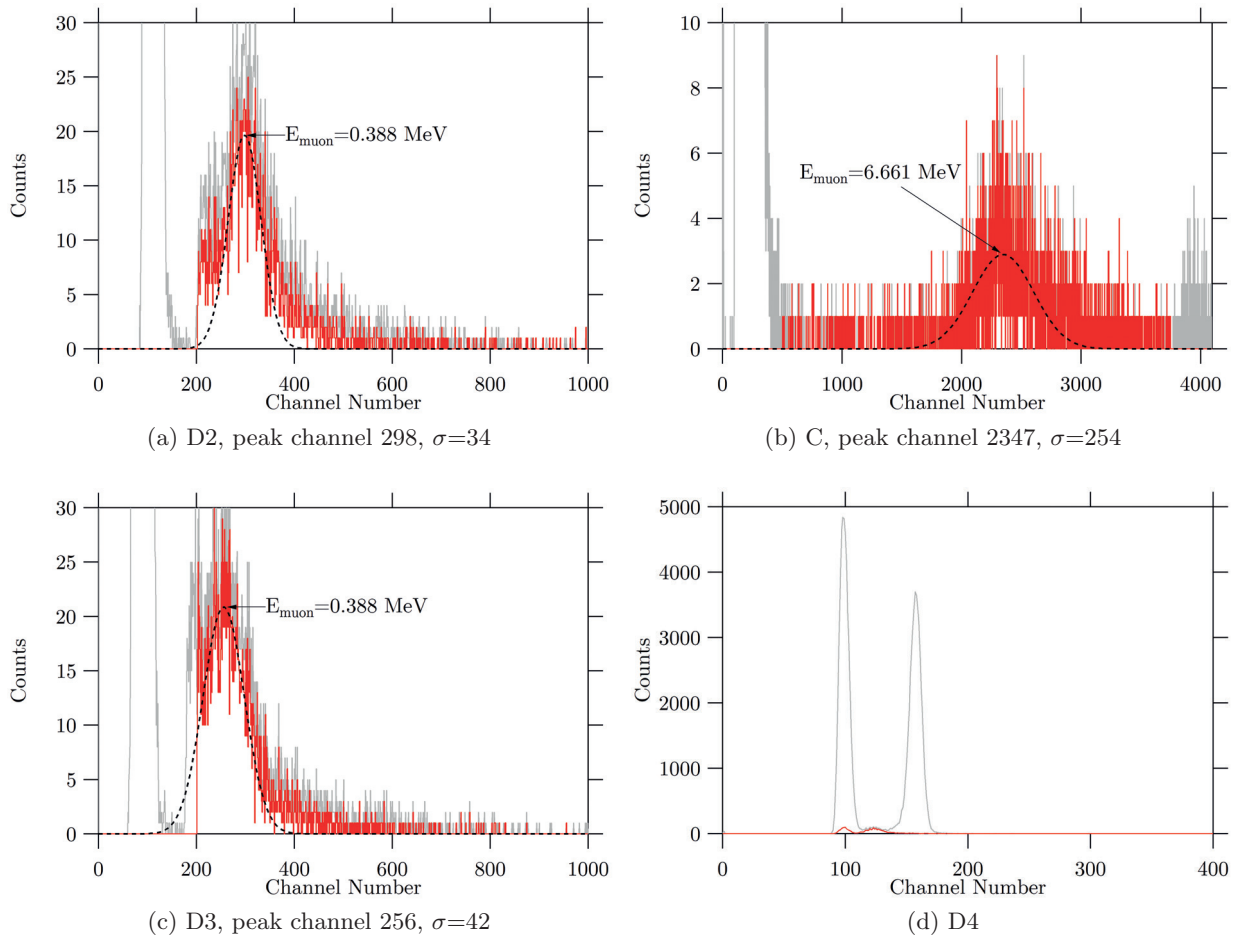 30
25
20
15
10
5
0
Counts
E_muon=0.388 MeV
0 200 400 600 800 1000
Channel Number
(a) D2, peak channel 298, σ=34
10
8
6
4
2
0
Counts
E_muon=6.661 MeV
0 1000 2000 3000 4000
Channel Number
(b) C, peak channel 2347, σ=254
30
25
20
15
10
5
0
Counts
E_muon=0.388 MeV
0 200 400 600 800 1000
Channel Number
(c) D3, peak channel 256, σ=42
5000
4000
3000
2000
1000
0
Counts
0 100 200 300 400
Channel Number
(d) D4